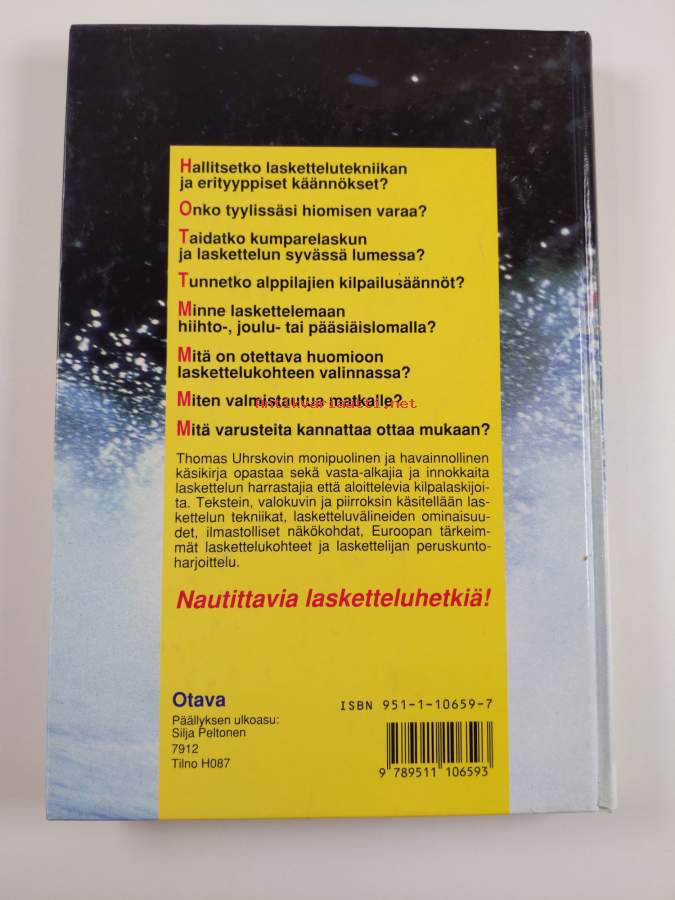 Hallitsetko laskettelutekniikan
ja erityyppiset käännökset?
Onko tyylissäsi hiomisen varaa?
Taidatko kumparelaskun
ja laskettelun syvässä lumessa?
Tunnetko alppilajien kilpailusäännöt?
Minne laskettelemaan
hiihto-, joulu- tai pääsiäislomalla?
Mitä on otettava huomioon
laskettelukohteen valinnassa?
Miten valmistautua matkalle?
Antikvariaatti.net
Mitä varusteita kannattaa ottaa mukaan?
Thomas Uhrskovin monipuolinen ja havainnollinen
käsikirja opastaa sekä vasta-alkajia ja innokkaita
laskettelun harrastajia että aloittelevia kilpalaskijoi-
ta. Tekstein, valokuvin ja piirroksin käsitellään las-
kettelun tekniikat, lasketteluvälineiden ominaisuu-
det, ilmastolliset näkökohdat, Euroopan tärkeim-
mät laskettelukohteet ja laskettelijan peruskunto-
harjoittelu.
Nautittavia lasketteluhetkiä!
Otava
Päällyksen ulkoasu:
Silja Peltonen
7912
Tilno H087
ISBN 951-1-10659-7
9 789511 106593